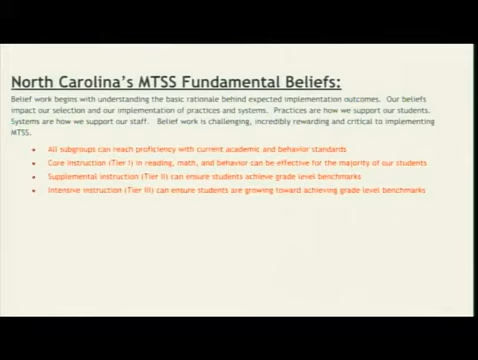 North Carolina's MTSS Fundamental Beliefs:
Belief work begins with understanding the basic rationale behind expected implementation outcomes. Our beliefs
impact our selection and our implementation of practices and systems. Practices are how we support our students.
Systems are how we support our staff. Belief work is challenging, incredibly rewarding and critical to implementing
MTSS.
• All subgroups can reach proficiency with current academic and behavior standards
• Core instruction (Tier I) in reading, math, and behavior can be effective for the majority of our students
• Supplemental instruction (Tier II) can ensure students achieve grade level benchmarks
• Intensive instruction (Tier III) can ensure students are growing toward achieving grade level benchmarks